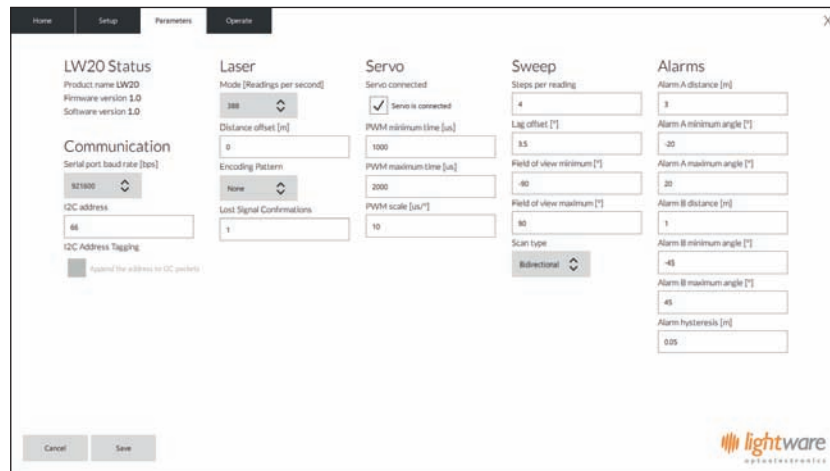 Home
Setup
Parameters
Operate
X
LW20 Status
Product name LW20
Firmware version 1.0
Software version 1.0
Communication
Serial port baud rate [bps]
921600
I2C address
66
I2C Address Tagging
Append the address to I2C packets
Laser
Mode [Readings per second]
388
Distance offset [m]
0
Encoding Pattern
None
Lost Signal Confirmations
1
Servo
Servo connected
Servo is connected
PWM minimum time [us]
1000
PWM maximum time [us]
2000
PWM scale [us/°]
10
Sweep
Steps per reading
4
Lag offset [°]
3.5
Field of view minimum [°]
-90
Field of view maximum [°]
90
Scan type
Bidirectional
Alarms
Alarm A distance [m]
3
Alarm A minimum angle [°]
-20
Alarm A maximum angle [°]
20
Alarm B distance [m]
1
Alarm B minimum angle [°]
-45
Alarm B maximum angle [°]
45
Alarm hysteresis [m]
0.05
Cancel
Save
lightware
optoelectronics